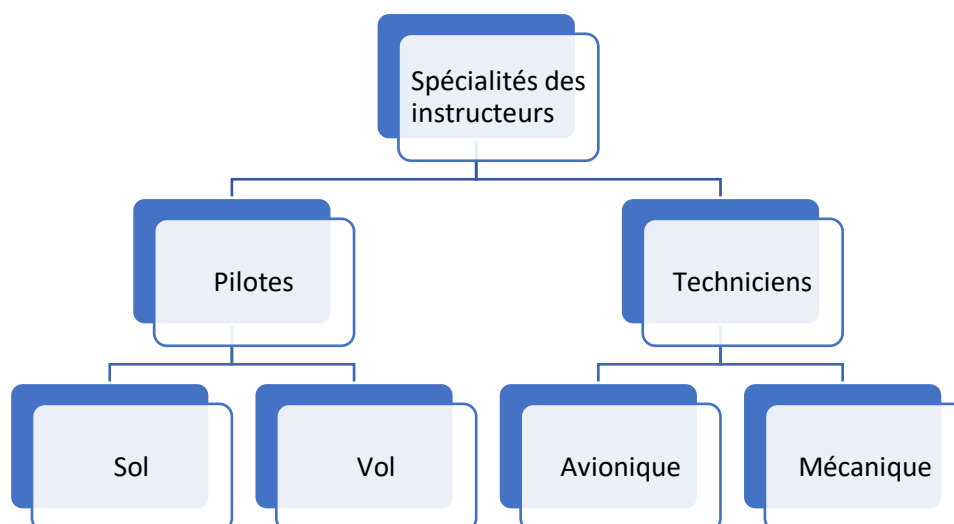 Spécialités des
instructeurs
Pilotes
Techniciens
Sol
Vol
Avionique
Mécanique